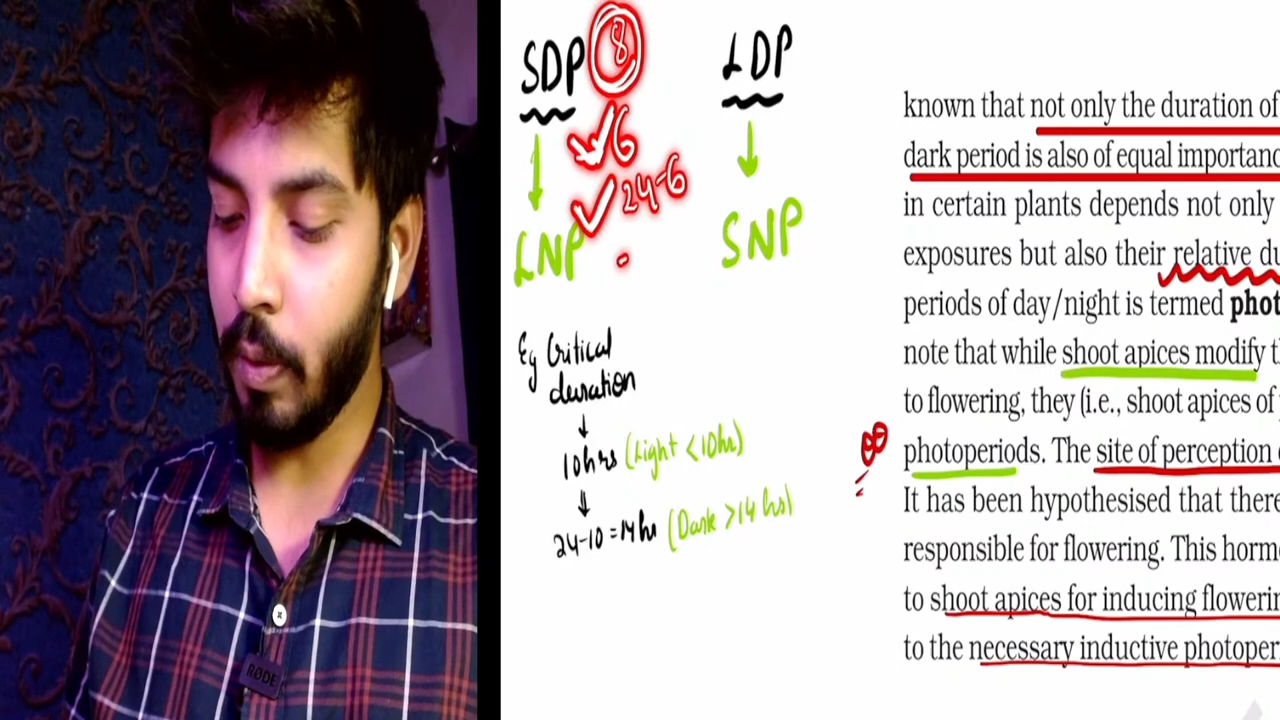 SDP 8
LDP
6
24-6
LNP
SNP
Eg Critical
duration
10hrs (Light <10hr)
24-10=14hr (Dark >14 hrs)
known that not only the duration of
dark period is also of equal importanc
in certain plants depends not only
exposures but also their relative du
periods of day/night is termed phot
note that while shoot apices modify t
to flowering, they (i.e., shoot apices of
photoperiods. The site of perception
It has been hypothesised that there
responsible for flowering. This horm
to shoot apices for inducing flowerin
to the necessary inductive photoper
RØDE